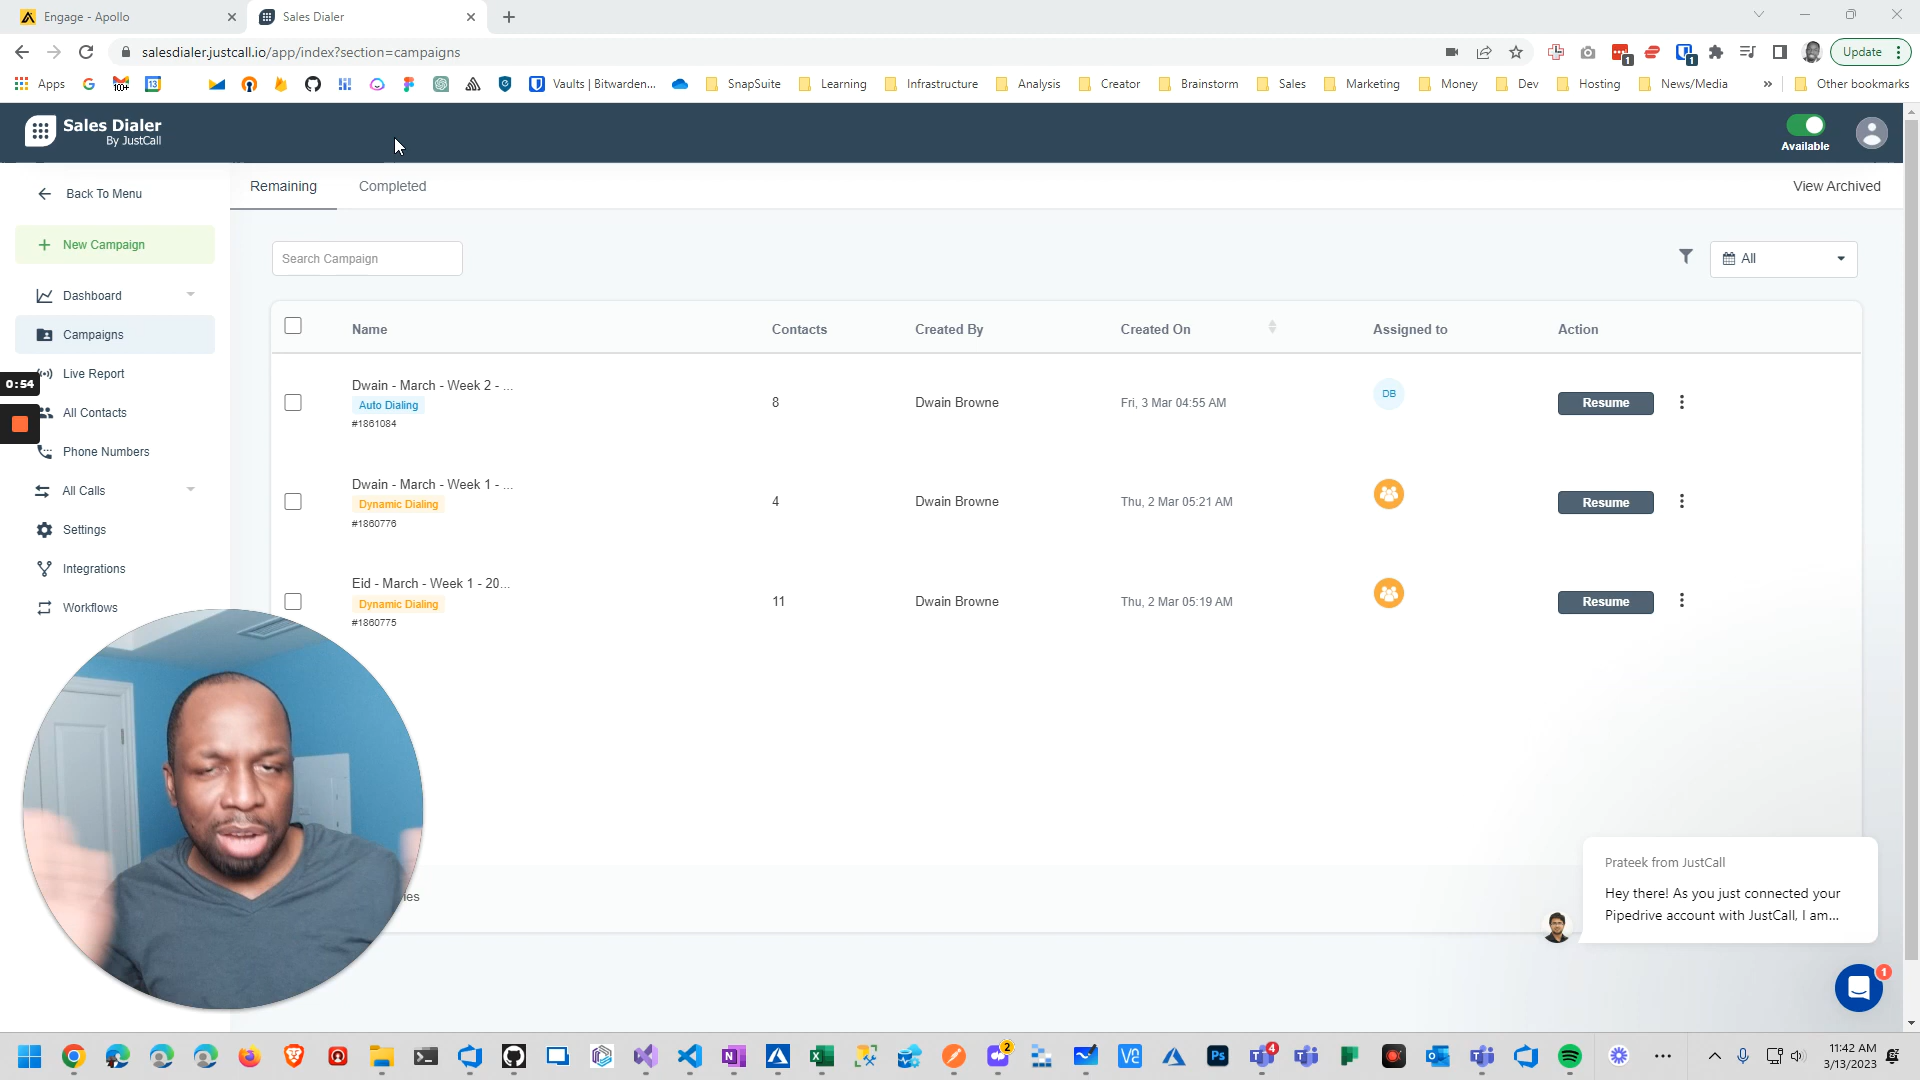 Engage - Apollo
Sales Dialer
salesdialer.justcall.io/app/index?section=campaigns
Update
Apps
100+
13
Vaults | Bitwarden...
SnapSuite
Learning
Infrastructure
Analysis
Creator
Brainstorm
Sales
Marketing
Money
Dev
Hosting
News/Media
Other bookmarks
Sales Dialer
By JustCall
Available
Back To Menu
Remaining
Completed
View Archived
New Campaign
Search Campaign
All
Dashboard
Campaigns
Live Report
All Contacts
Phone Numbers
All Calls
Settings
Integrations
Workflows
0:54
Name
Contacts
Created By
Created On
Assigned to
Action
Dwain - March - Week 2 - ...
Auto Dialing
#1861084
8
Dwain Browne
Fri, 3 Mar 04:55 AM
DB
Resume
Dwain - March - Week 1 - ...
Dynamic Dialing
#1860776
4
Dwain Browne
Thu, 2 Mar 05:21 AM
Resume
Eid - March - Week 1 - 20...
Dynamic Dialing
#1860775
11
Dwain Browne
Thu, 2 Mar 05:19 AM
Resume
Prateek from JustCall
Hey there! As you just connected your
Pipedrive account with JustCall, I am...
1
11:42 AM
3/13/2023